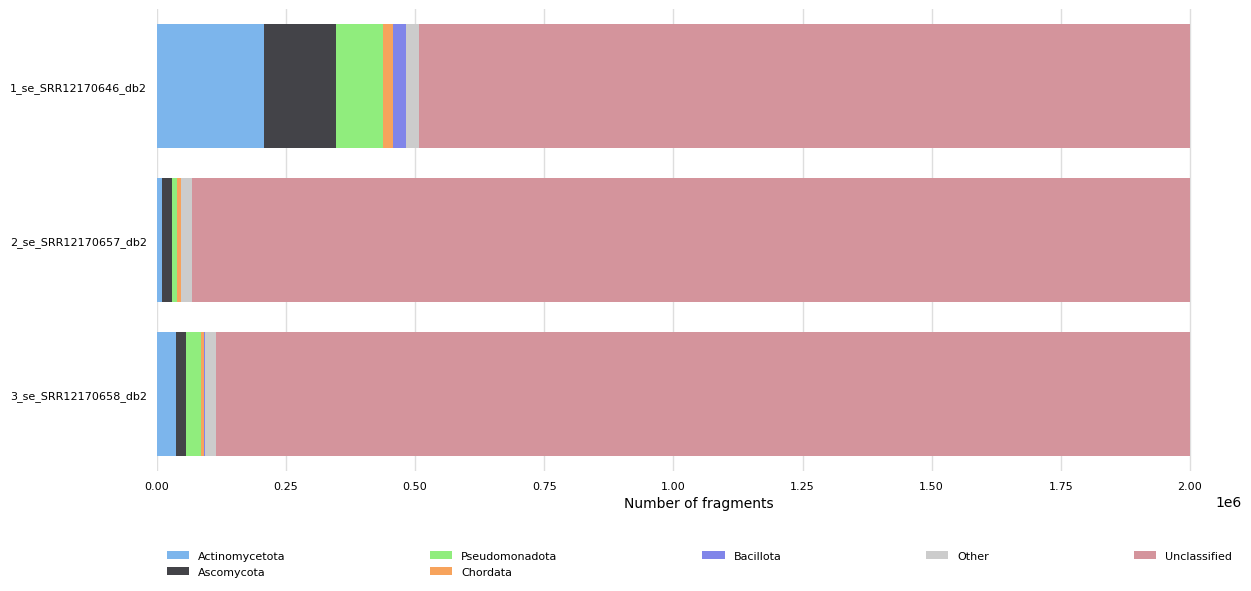 1_se_SRR12170646_db2
2_se_SRR12170657_db2
3_se_SRR12170658_db2
0.00 0.25 0.50 0.75 1.00 1.25 1.50 1.75 2.00
1e6
Number of fragments
Actinomycetota Pseudomonadota Bacillota Other Unclassified
Ascomycota Chordata